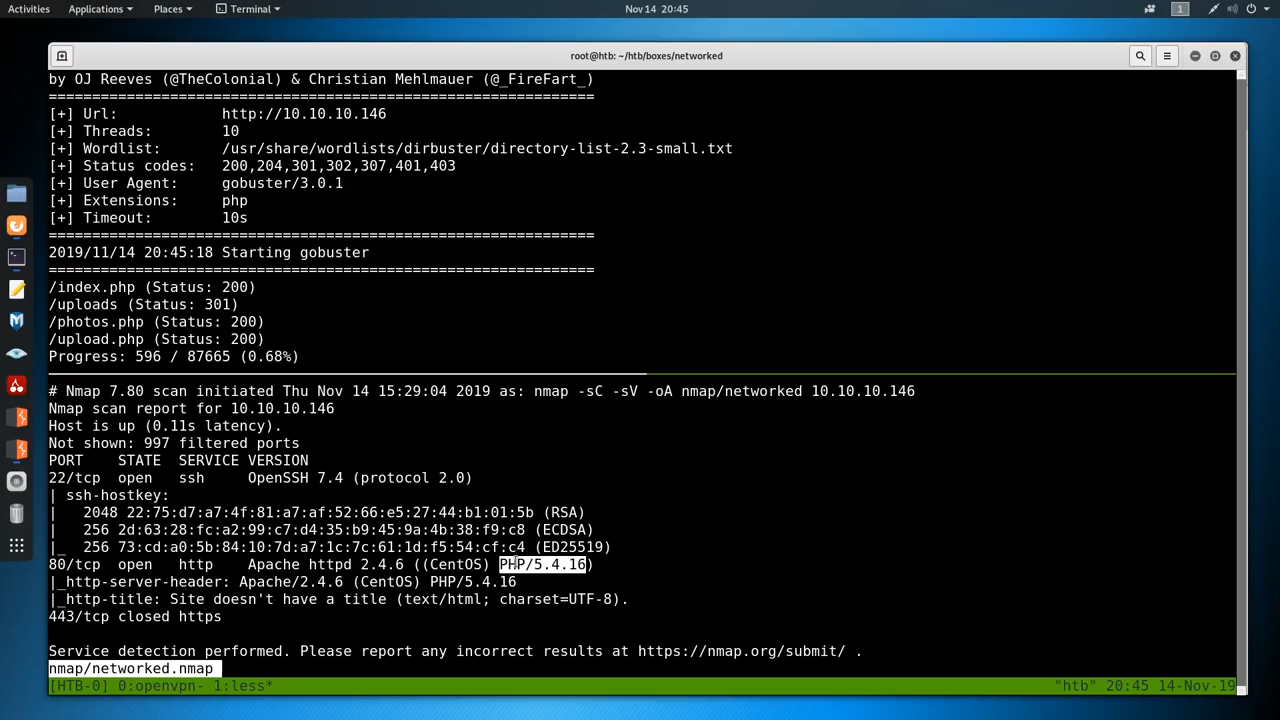 Activities Applications Places Terminal Nov 14 20:45 1
root@htb: ~/htb/boxes/networked
by OJ Reeves (@TheColonial) & Christian Mehlmauer (@_FireFart_)
===============================================================
[+] Url:            http://10.10.10.146
[+] Threads:        10
[+] Wordlist:       /usr/share/wordlists/dirbuster/directory-list-2.3-small.txt
[+] Status codes:   200,204,301,302,307,401,403
[+] User Agent:     gobuster/3.0.1
[+] Extensions:     php
[+] Timeout:        10s
===============================================================
2019/11/14 20:45:18 Starting gobuster
===============================================================
/index.php (Status: 200)
/uploads (Status: 301)
/photos.php (Status: 200)
/upload.php (Status: 200)
Progress: 596 / 87665 (0.68%)
# Nmap 7.80 scan initiated Thu Nov 14 15:29:04 2019 as: nmap -sC -sV -oA nmap/networked 10.10.10.146
Nmap scan report for 10.10.10.146
Host is up (0.11s latency).
Not shown: 997 filtered ports
PORT    STATE  SERVICE VERSION
22/tcp  open   ssh     OpenSSH 7.4 (protocol 2.0)
| ssh-hostkey:
|   2048 22:75:d7:a7:4f:81:a7:af:52:66:e5:27:44:b1:01:5b (RSA)
|   256 2d:63:28:fc:a2:99:c7:d4:35:b9:45:9a:4b:38:f9:c8 (ECDSA)
|_  256 73:cd:a0:5b:84:10:7d:a7:1c:7c:61:1d:f5:54:cf:c4 (ED25519)
80/tcp  open   http    Apache httpd 2.4.6 ((CentOS) PHP/5.4.16)
|_http-server-header: Apache/2.4.6 (CentOS) PHP/5.4.16
|_http-title: Site doesn't have a title (text/html; charset=UTF-8).
443/tcp closed https
Service detection performed. Please report any incorrect results at https://nmap.org/submit/ .
nmap/networked.nmap
[HTB-0] 0:openvpn- 1:less* "htb" 20:45 14-Nov-19